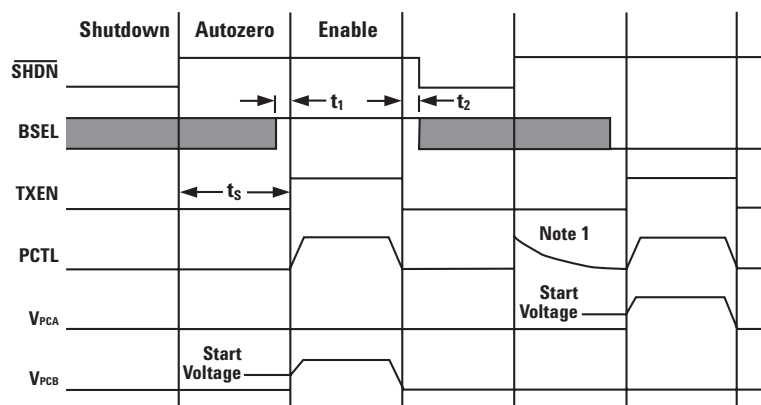 Shutdown Autozero Enable
SHDN
t1 t2
BSEL
TXEN
tS
PCTL
Note 1
Start
Voltage
VPCA
Start
Voltage
VPCB